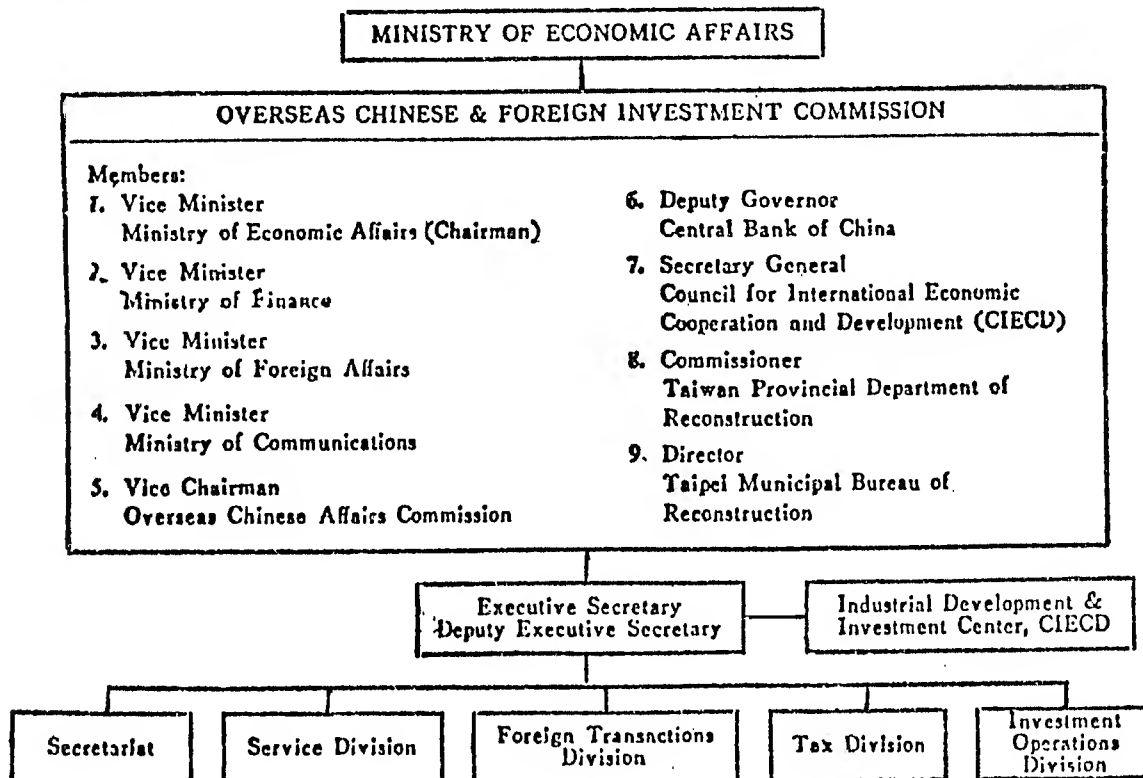 MINISTRY OF ECONOMIC AFFAIRS
OVERSEAS CHINESE & FOREIGN INVESTMENT COMMISSION
Members:
1. Vice Minister
Ministry of Economic Affairs (Chairman)
2. Vice Minister
Ministry of Finance
3. Vice Minister
Ministry of Foreign Affairs
4. Vice Minister
Ministry of Communications
5. Vice Chairman
Overseas Chinese Affairs Commission
6. Deputy Governor
Central Bank of China
7. Secretary General
Council for International Economic
Cooperation and Development (CIECD)
8. Commissioner
Taiwan Provincial Department of
Reconstruction
9. Director
Taipei Municipal Bureau of
Reconstruction
Executive Secretary
Deputy Executive Secretary
Industrial Development &
Investment Center, CIECD
Secretariat
Service Division
Foreign Transactions
Division
Tax Division
Investment
Operations
Division